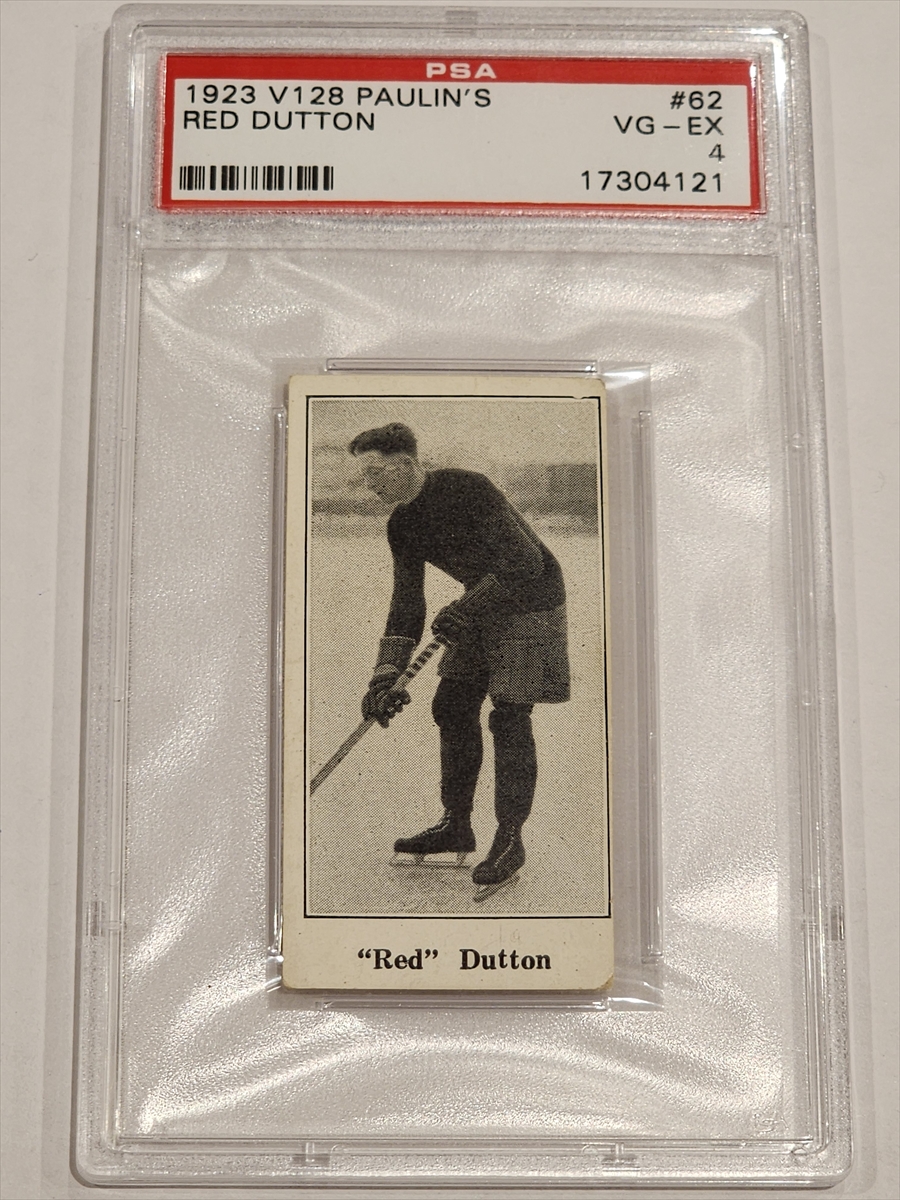 PSA
1923 V128 PAULIN'S #62
RED DUTTON VG-EX
4
17304121
"Red" Dutton